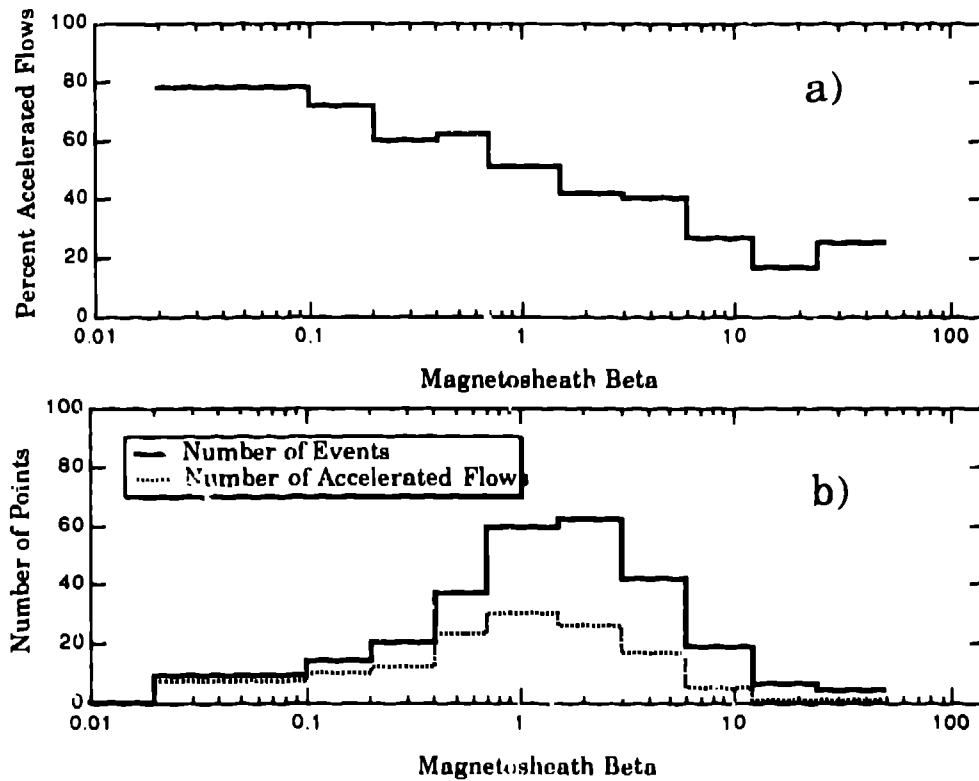 100
80
60
40
20
0
Percent Accelerated Flows
a)
0.01 0.1 1 10 100
Magnetosheath Beta
100
80
60
40
20
0
Number of Points
Number of Events
Number of Accelerated Flows
b)
0.01 0.1 1 10 100
Magnetosheath Beta